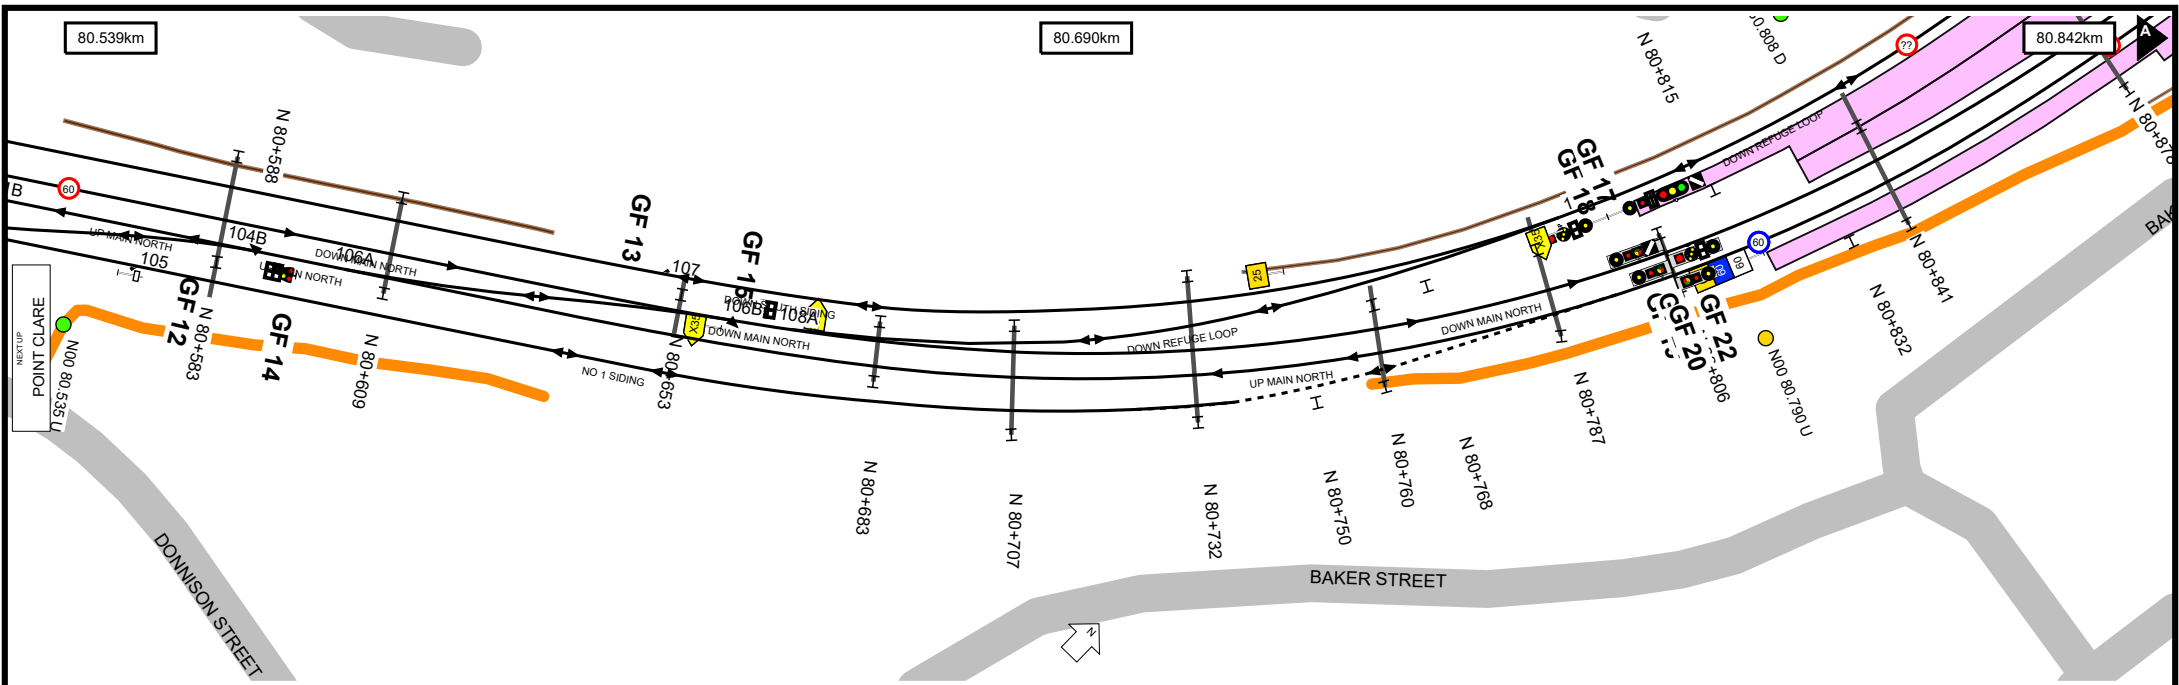 80.539km
80.690km
80.842km
A
N 80+588
N 80+815
??
N 80+841
N 80+832
60
104B
UP MAIN NORTH
105
106A
DOWN MAIN NORTH
GF 12
GF 14
GF 13
GF 15
107
106B
108A
X35
DOWN MAIN NORTH
NO 1 SIDING
25
DOWN REFUGE LOOP
DOWN REFUGE LOOP
DOWN MAIN NORTH
UP MAIN NORTH
X35
GF 17
GF 18
GF 20
GF 22
60
60
NEXT UP
POINT CLARE
N00 80.535 U
N 80+583
N 80+609
N 80+653
N 80+683
N 80+707
N 80+732
N 80+750
N 80+760
N 80+768
N 80+787
N00 80.790 U
DONNISON STREET
BAKER STREET
N